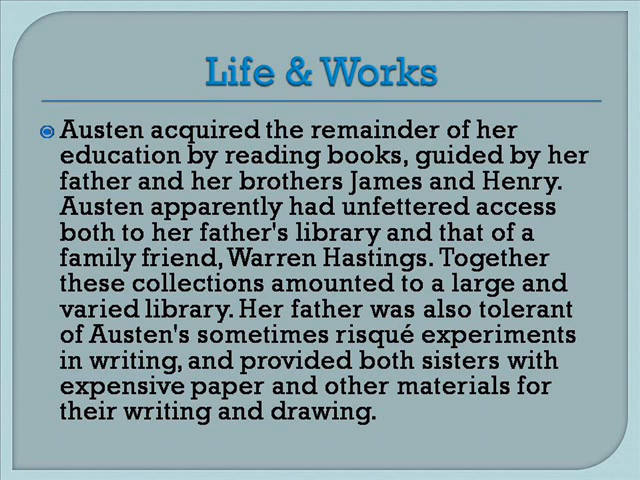 Life & Works
Austen acquired the remainder of her
education by reading books, guided by her
father and her brothers James and Henry.
Austen apparently had unfettered access
both to her father's library and that of a
family friend, Warren Hastings. Together
these collections amounted to a large and
varied library. Her father was also tolerant
of Austen's sometimes risqué experiments
in writing, and provided both sisters with
expensive paper and other materials for
their writing and drawing.